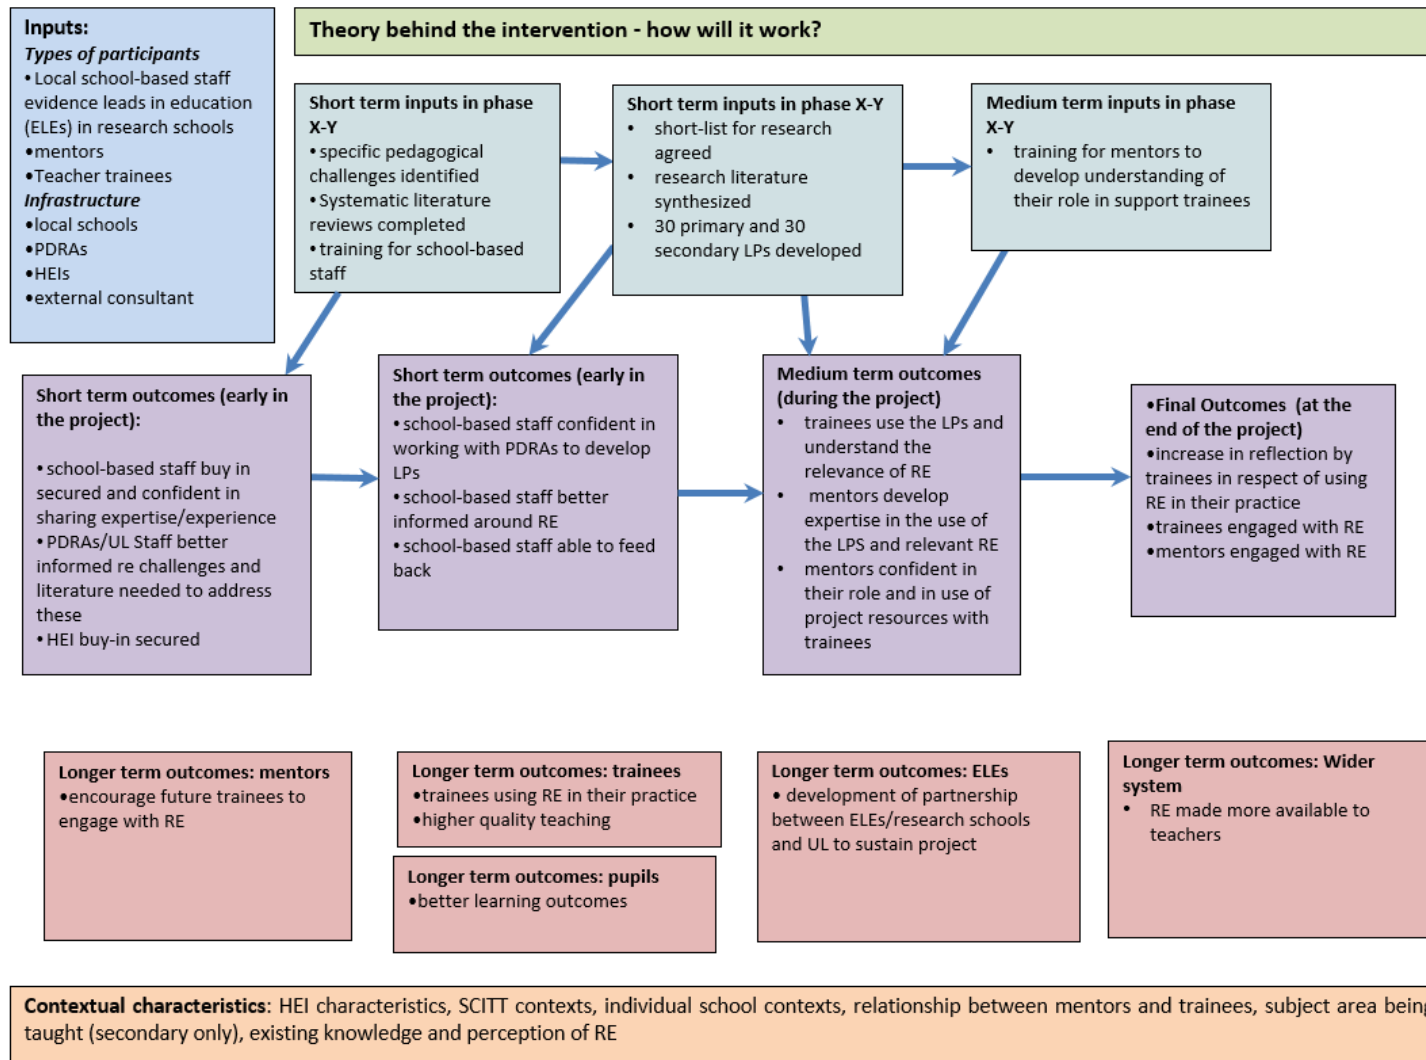 Inputs:
Types of participants
• Local school-based staff
evidence leads in education
(ELEs) in research schools
•mentors
•Teacher trainees
Infrastructure
•local schools
•PDRAs
•HEIs
•external consultant
Theory behind the intervention - how will it work?
Short term inputs in phase
X-Y
•specific pedagogical
challenges identified
•Systematic literature
reviews completed
•training for school-based
staff
Short term inputs in phase X-Y
• short-list for research
agreed
• research literature
synthesized
• 30 primary and 30
secondary LPs developed
Medium term inputs in phase
X-Y
• training for mentors to
develop understanding of
their role in support trainees
Short term outcomes (early in
the project):
•school-based staff buy in
secured and confident in
sharing expertise/experience
•PDRAs/UL Staff better
informed re challenges and
literature needed to address
these
•HEI buy-in secured
Short term outcomes (early in
the project):
•school-based staff confident in
working with PDRAs to develop
LPs
•school-based staff better
informed around RE
•school-based staff able to feed
back
Medium term outcomes
(during the project)
• trainees use the LPs and
understand the
relevance of RE
• mentors develop
expertise in the use of
the LPS and relevant RE
• mentors confident in
their role and in use of
project resources with
trainees
•Final Outcomes (at the
end of the project)
•increase in reflection by
trainees in respect of using
RE in their practice
•trainees engaged with RE
•mentors engaged with RE
Longer term outcomes: mentors
•encourage future trainees to
engage with RE
Longer term outcomes: trainees
•trainees using RE in their practice
•higher quality teaching
Longer term outcomes: pupils
•better learning outcomes
Longer term outcomes: ELEs
• development of partnership
between ELEs/research schools
and UL to sustain project
Longer term outcomes: Wider
system
• RE made more available to
teachers
Contextual characteristics: HEI characteristics, SCITT contexts, individual school contexts, relationship between mentors and trainees, subject area being
taught (secondary only), existing knowledge and perception of RE